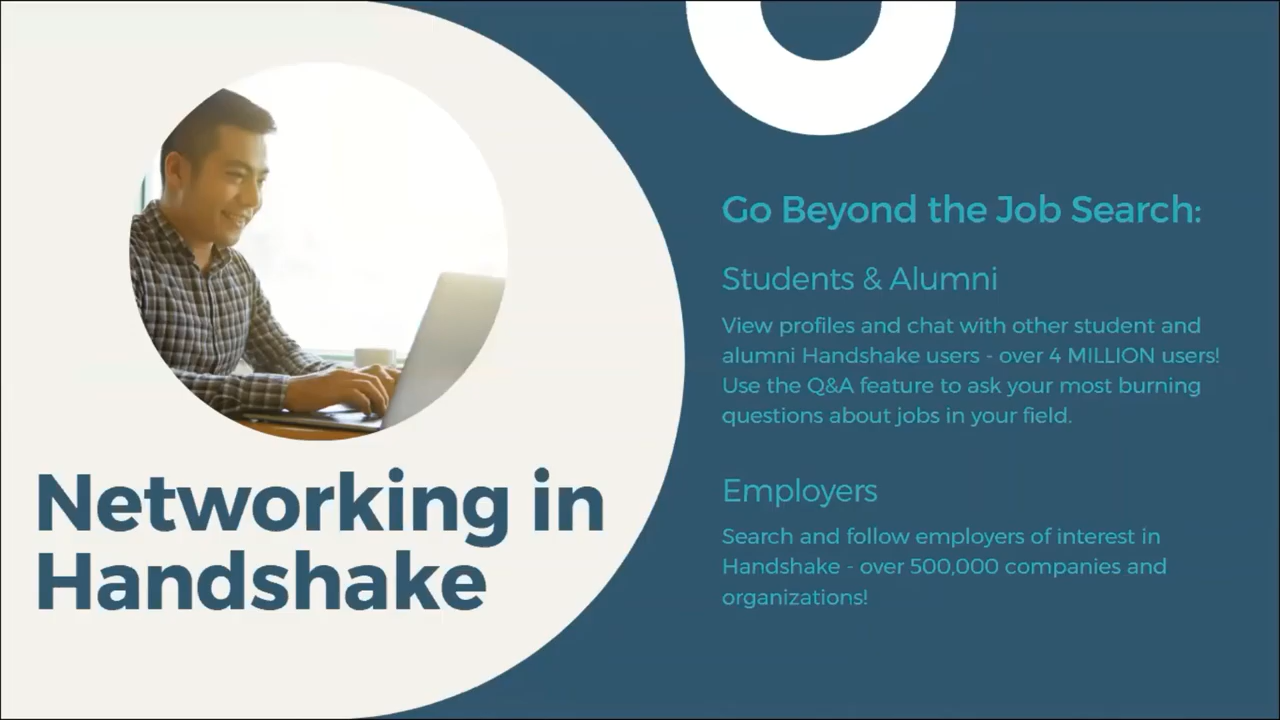 Networking in
Handshake
Go Beyond the Job Search:
Students & Alumni
View profiles and chat with other student and
alumni Handshake users - over 4 MILLION users!
Use the Q&A feature to ask your most burning
questions about jobs in your field.
Employers
Search and follow employers of interest in
Handshake - over 500,000 companies and
organizations!